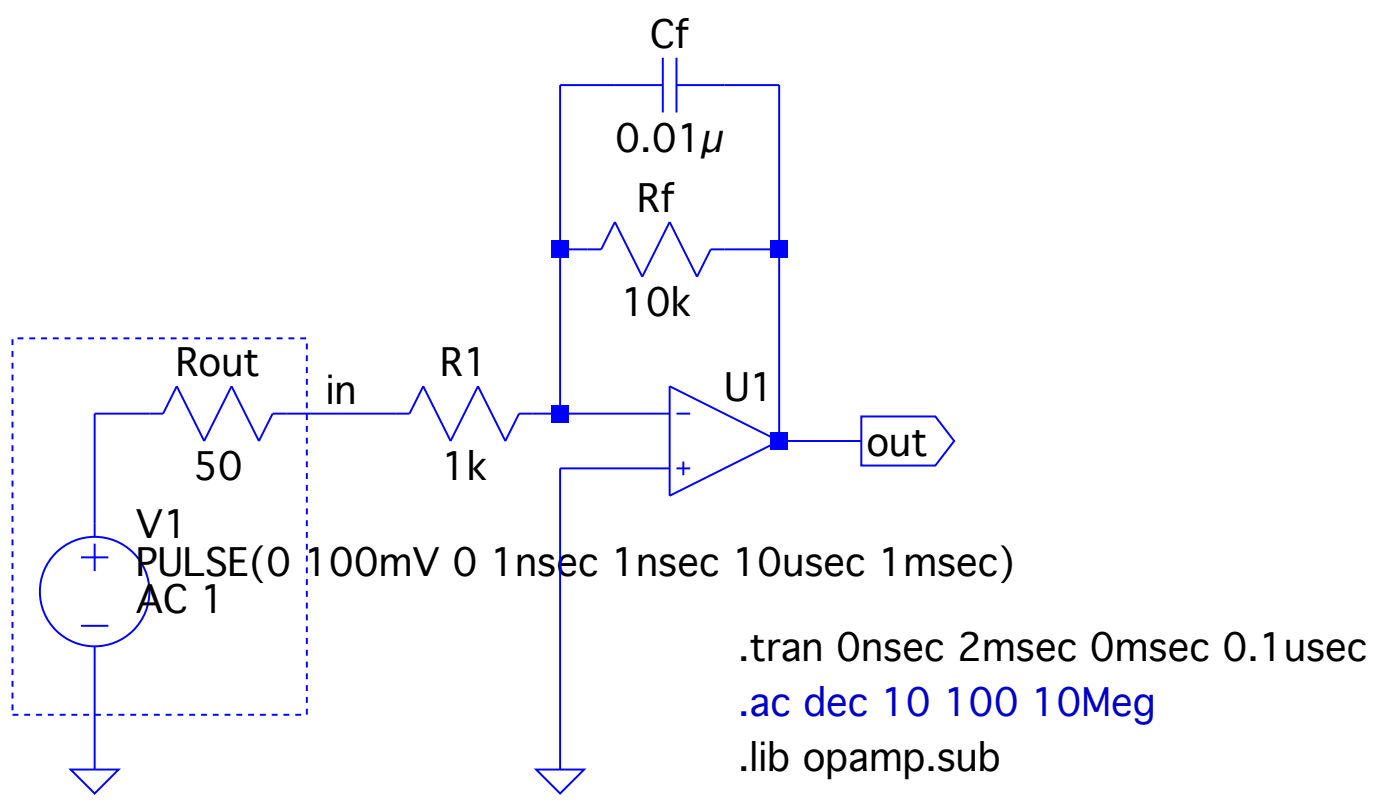 Cf
0.01µ
Rf
10k
Rout
in
R1
U1
50
1k
out
V1
PULSE(0 100mV 0 1nsec 1nsec 10usec 1msec)
AC 1
.tran 0nsec 2msec 0msec 0.1usec
.ac dec 10 100 10Meg
.lib opamp.sub